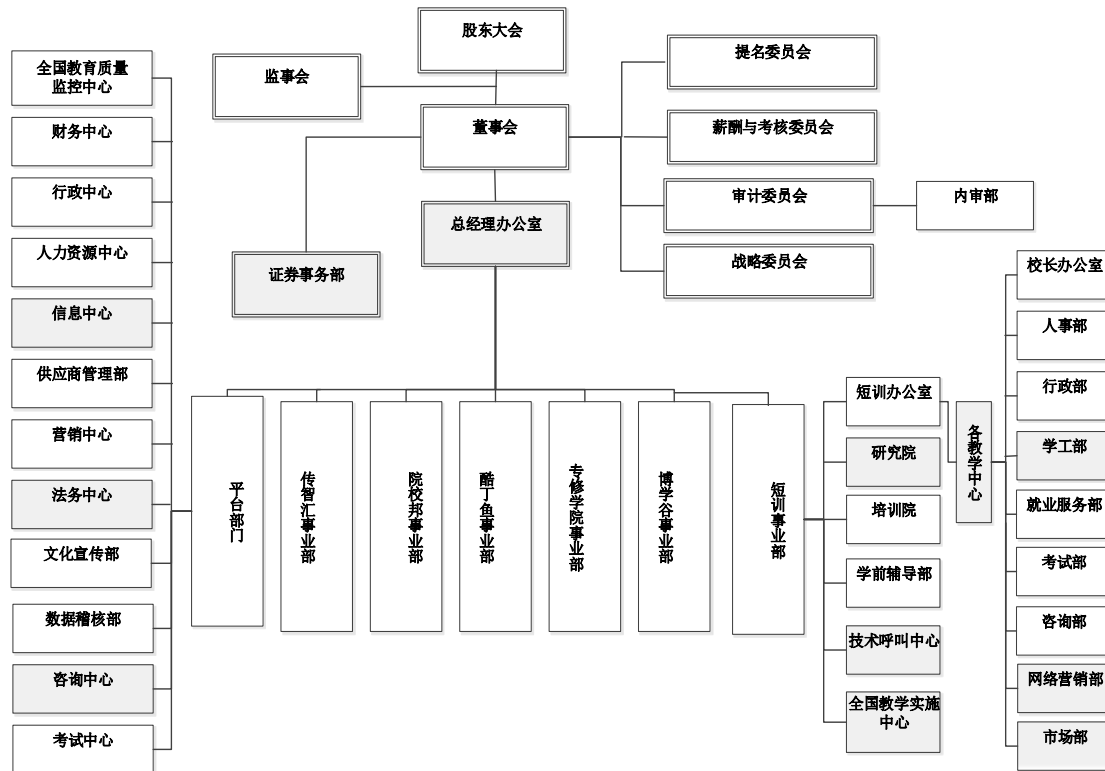 股东大会
监事会
董事会
提名委员会
薪酬与考核委员会
审计委员会
内审部
战略委员会
总经理办公室
证券事务部
全国教育质量
监控中心
财务中心
行政中心
人力资源中心
信息中心
供应商管理部
营销中心
法务中心
文化宣传部
数据稽核部
咨询中心
考试中心
平台部门
传智汇事业部
院校邦事业部
酷丁鱼事业部
专修学院事业部
博学谷事业部
短训事业部
短训办公室
研究院
培训院
学前辅导部
技术呼叫中心
全国教学实施
中心
各教学中心
校长办公室
人事部
行政部
学工部
就业服务部
考试部
咨询部
网络营销部
市场部